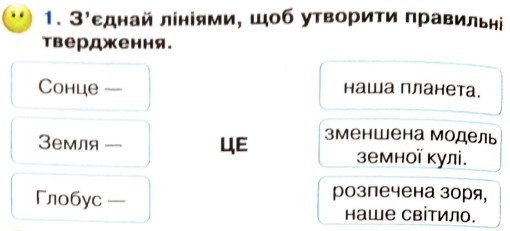 1. З’єднай лініями, щоб утворити правильні
твердження.
Сонце —
наша планета.
Земля —
ЦЕ
зменшена модель
земної кулі.
Глобус —
розпечена зоря,
наше світило.